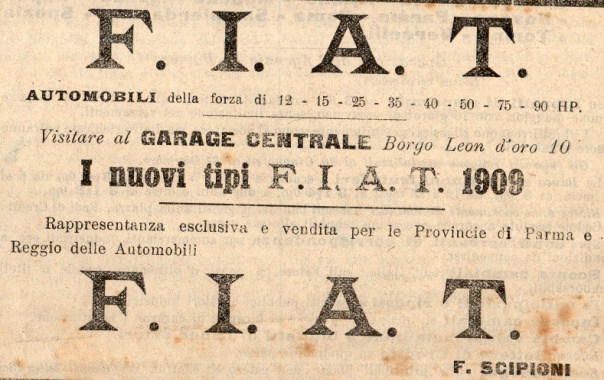 F. I. A. T.
AUTOMOBILI della forza di 12 - 15 - 25 - 35 - 40 - 50 - 75 - 90 HP.
Visitare al GARAGE CENTRALE Borgo Leon d'oro 10
I nuovi tipi F. I. A. T. 1909
Rappresentanza esclusiva e vendita per le Provincie di Parma e
Reggio delle Automobili
F. I. A. T.
F. SCIPIONI